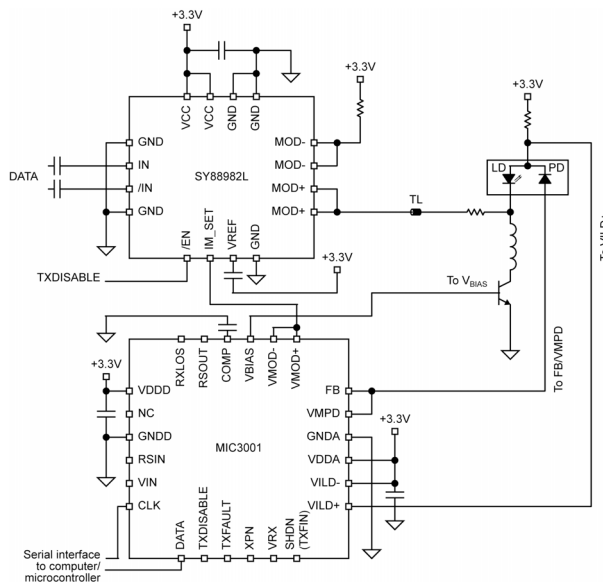 +3.3V
+3.3V
+3.3V
VCC
VCC
GND
GND
GND
IN
/IN
GND
MOD-
MOD-
MOD+
MOD+
SY88982L
DATA
/EN
IM_SET
VREF
GND
TL
LD
PD
TXDISABLE
+3.3V
To VBIAS
To FB/VMPD
RXLOS
RSOUT
COMP
VBIAS
VMOD-
VMOD+
+3.3V
VDDD
NC
GNDD
RSIN
VIN
CLK
MIC3001
FB
VMPD
GNDA
VDDA
VILD-
VILD+
+3.3V
DATA
TXDISABLE
TXFAULT
XPN
VRX
SHDN
(TXFIN)
Serial interface
to computer/
microcontroller